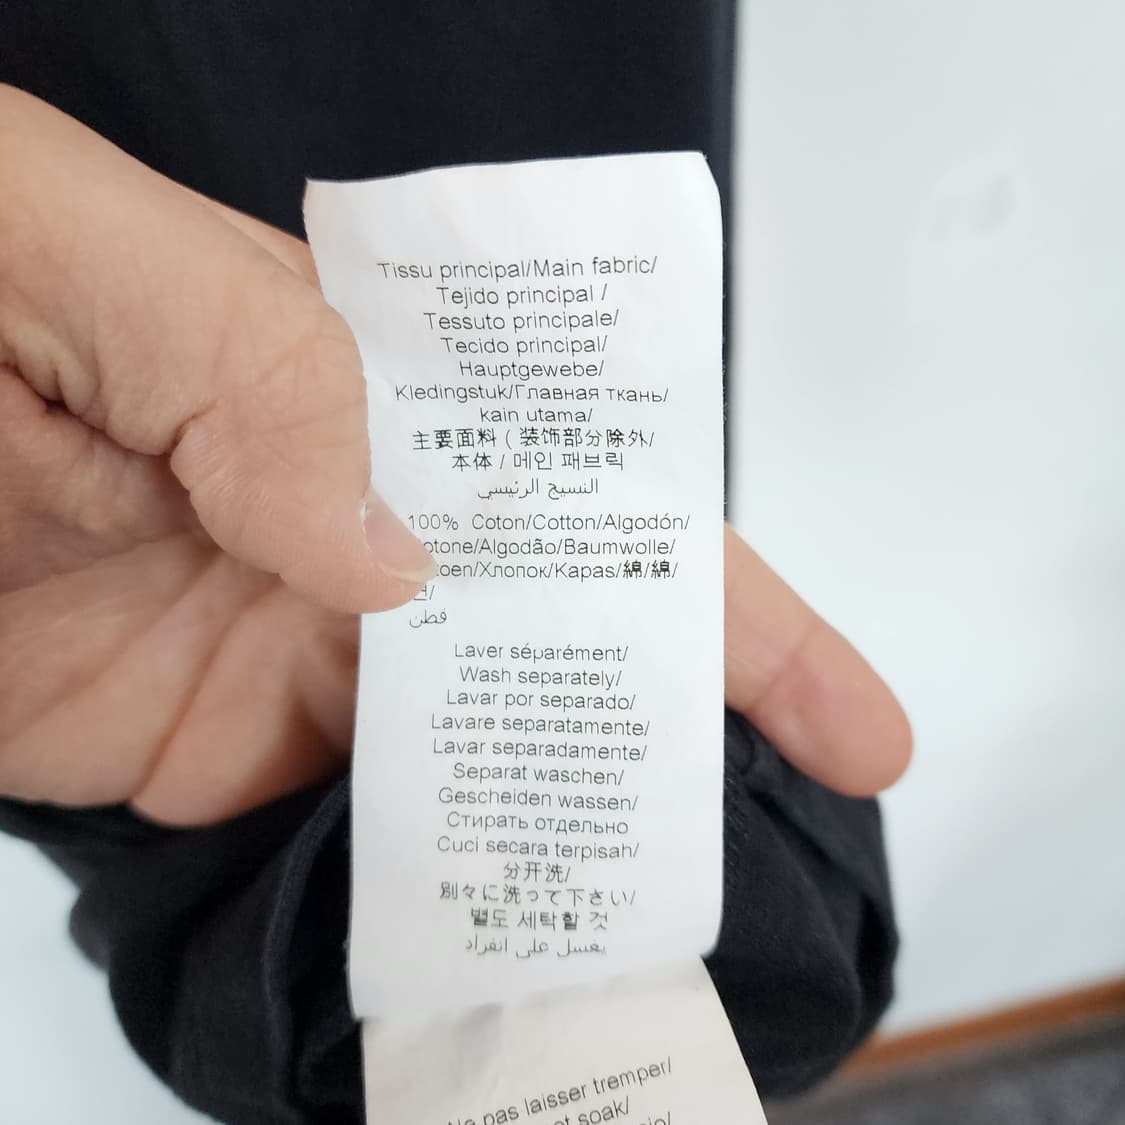 Tissu principal/Main fabric/
Tejido principal /
Tessuto principale/
Tecido principal/
Hauptgewebe/
Kledingstuk/Главная ткань/
kain utama/
主要面料 ( 装饰部分除外/
本体 / 메인 패브릭
النسيج الرئيسي
100% Coton/Cotton/Algodón/
/Algodão/Baumwolle/
/Хлопок/Kapas/綿/綿/
قطن
Laver séparément/
Wash separately/
Lavar por separado/
Lavare separatamente/
Lavar separadamente/
Separat waschen/
Gescheiden wassen/
Стирать отдельно
Cuci secara terpisah/
分开洗/
別々に洗って下さい/
별도 세탁할 것
يغسل على انفراد
pas laisser tremper/
soak/